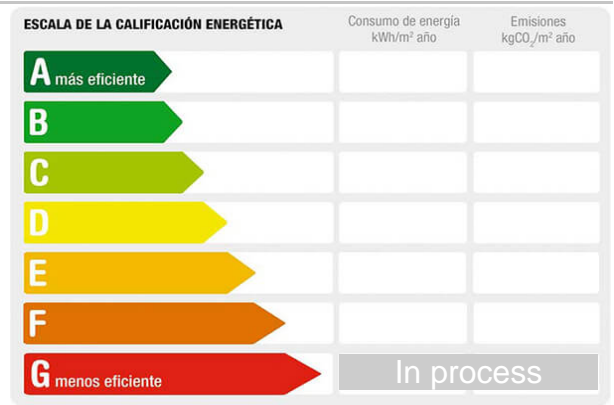 ESCALA DE LA CALIFICACIÓN ENERGÉTICA
Consumo de energía
kWh/m² año
Emisiones
kgCO₂/m² año
A más eficiente
B
C
D
E
F
G menos eficiente
In process